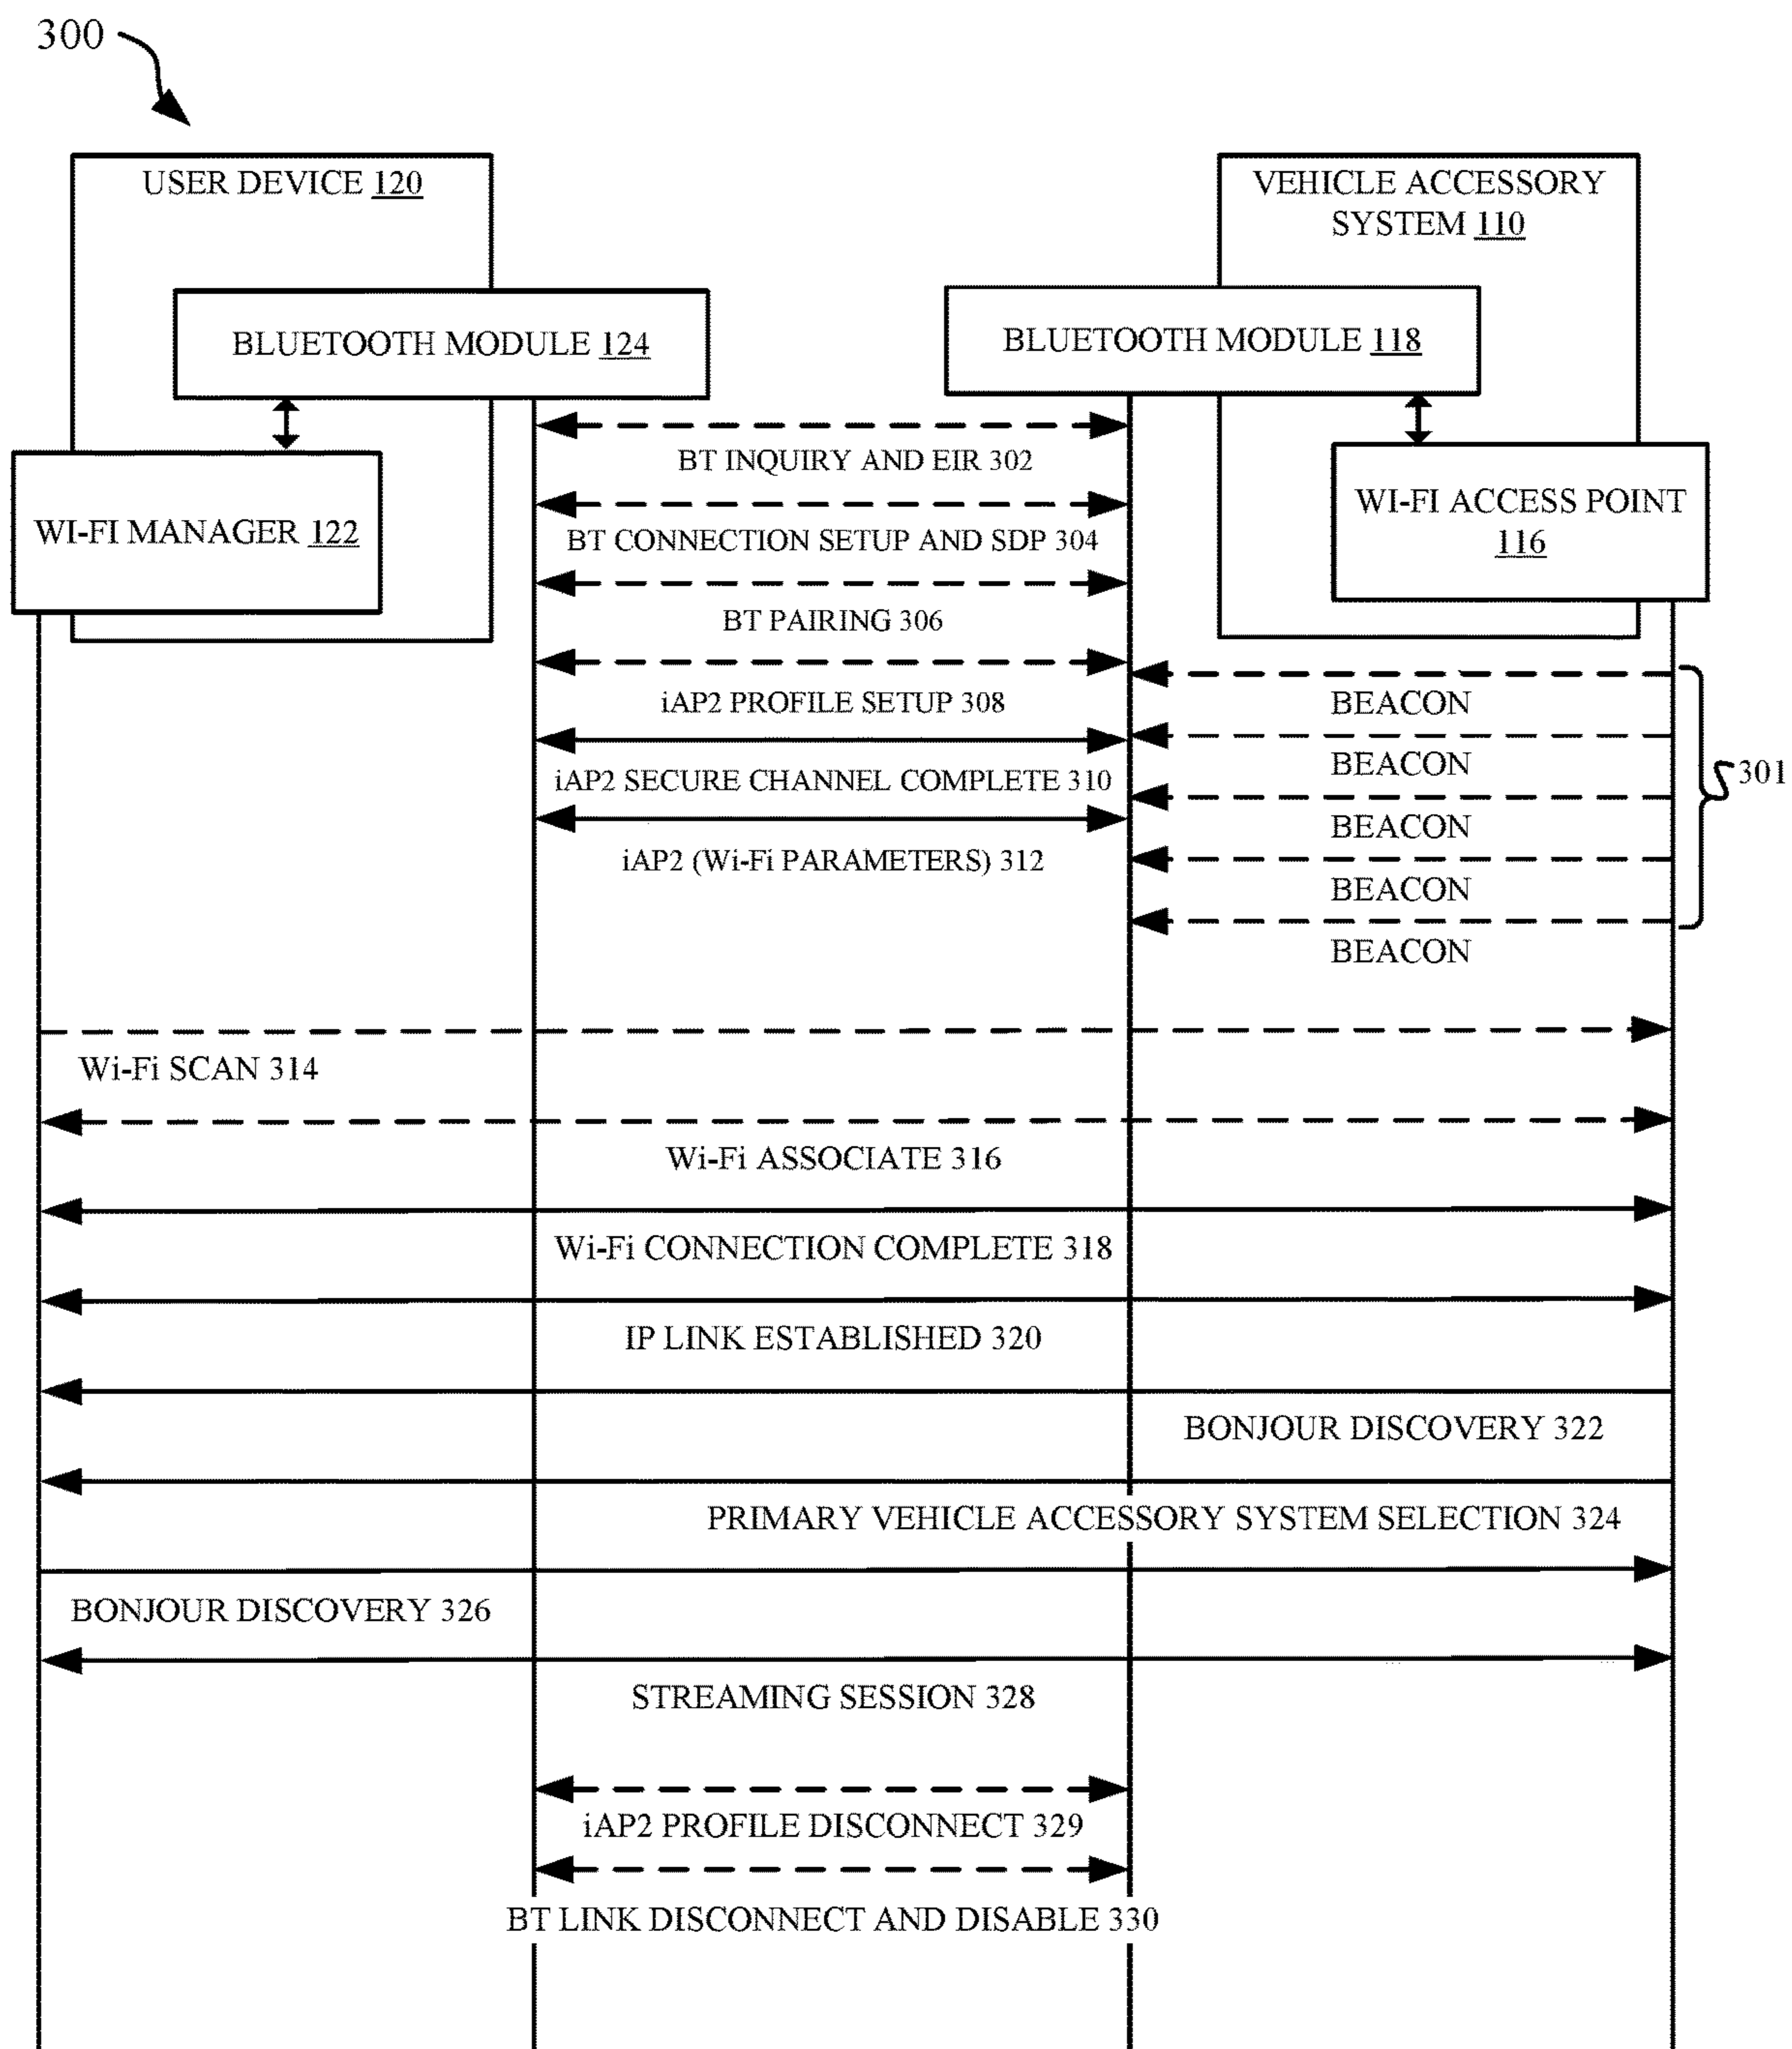 300
USER DEVICE 120
VEHICLE ACCESSORY
SYSTEM 110
BLUETOOTH MODULE 124
BLUETOOTH MODULE 118
WI-FI MANAGER 122
WI-FI ACCESS POINT
116
BT INQUIRY AND EIR 302
BT CONNECTION SETUP AND SDP 304
BT PAIRING 306
iAP2 PROFILE SETUP 308
BEACON
iAP2 SECURE CHANNEL COMPLETE 310
BEACON
301
BEACON
iAP2 (Wi-Fi PARAMETERS) 312
BEACON
BEACON
Wi-Fi SCAN 314
Wi-Fi ASSOCIATE 316
Wi-Fi CONNECTION COMPLETE 318
IP LINK ESTABLISHED 320
BONJOUR DISCOVERY 322
PRIMARY VEHICLE ACCESSORY SYSTEM SELECTION 324
BONJOUR DISCOVERY 326
STREAMING SESSION 328
iAP2 PROFILE DISCONNECT 329
BT LINK DISCONNECT AND DISABLE 330